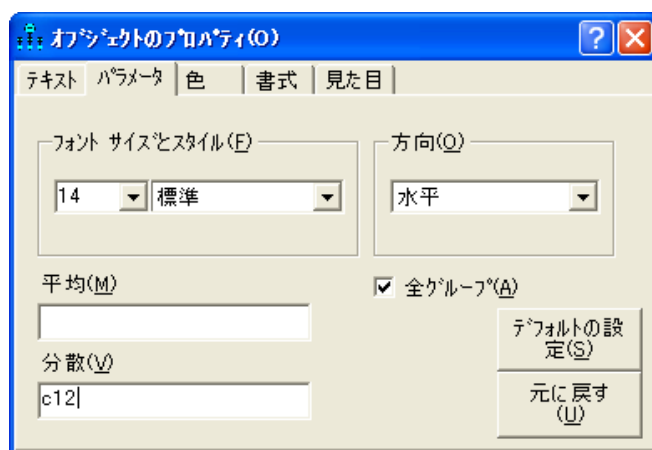 ｵﾌﾞｼﾞｪｸﾄのﾌﾟﾛﾊﾟﾃｨ(O)
ﾃｷｽﾄ ﾊﾟﾗﾒｰﾀ 色 書式 見た目
ﾌｫﾝﾄ ｻｲｽﾞとｽﾀｲﾙ(F)
14 標準
方向(O)
水平
平均(M)
全ｸﾞﾙｰﾌﾟ(A)
分散(V)
c12
ﾃﾞﾌｫﾙﾄの設
定(S)
元に戻す
(U)